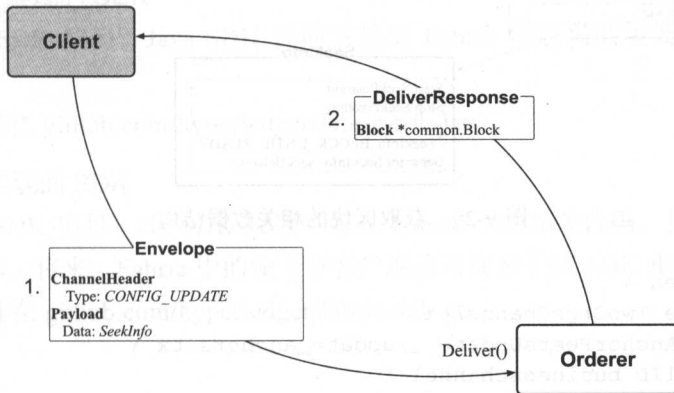 Client
DeliverResponse
2.
Block *common.Block
Envelope
1.
ChannelHeader
Type: CONFIG_UPDATE
Payload
Data: SeekInfo
Deliver()
Orderer